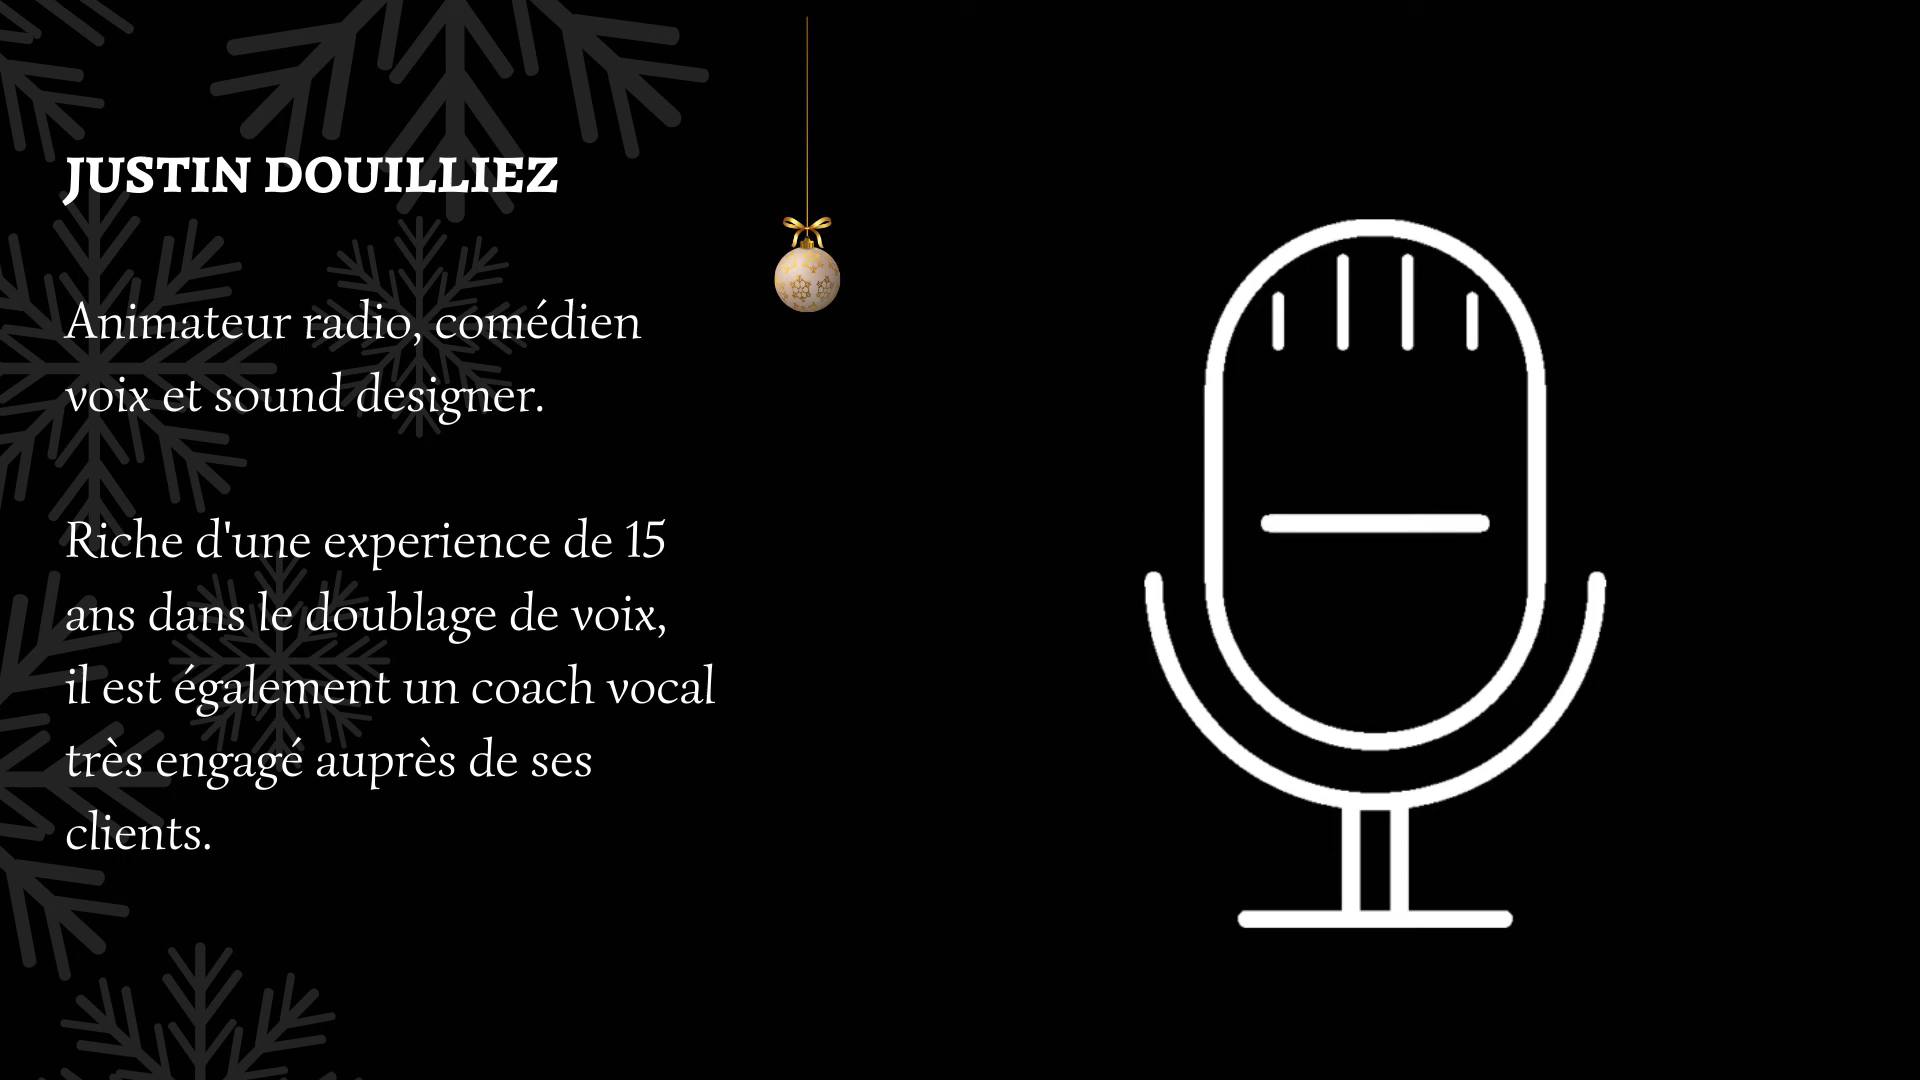 JUSTIN DOUILLIEZ
Animateur radio, comédien
voix et sound designer.
Riche d'une experience de 15
ans dans le doublage de voix,
il est également un coach vocal
très engagé auprès de ses
clients.